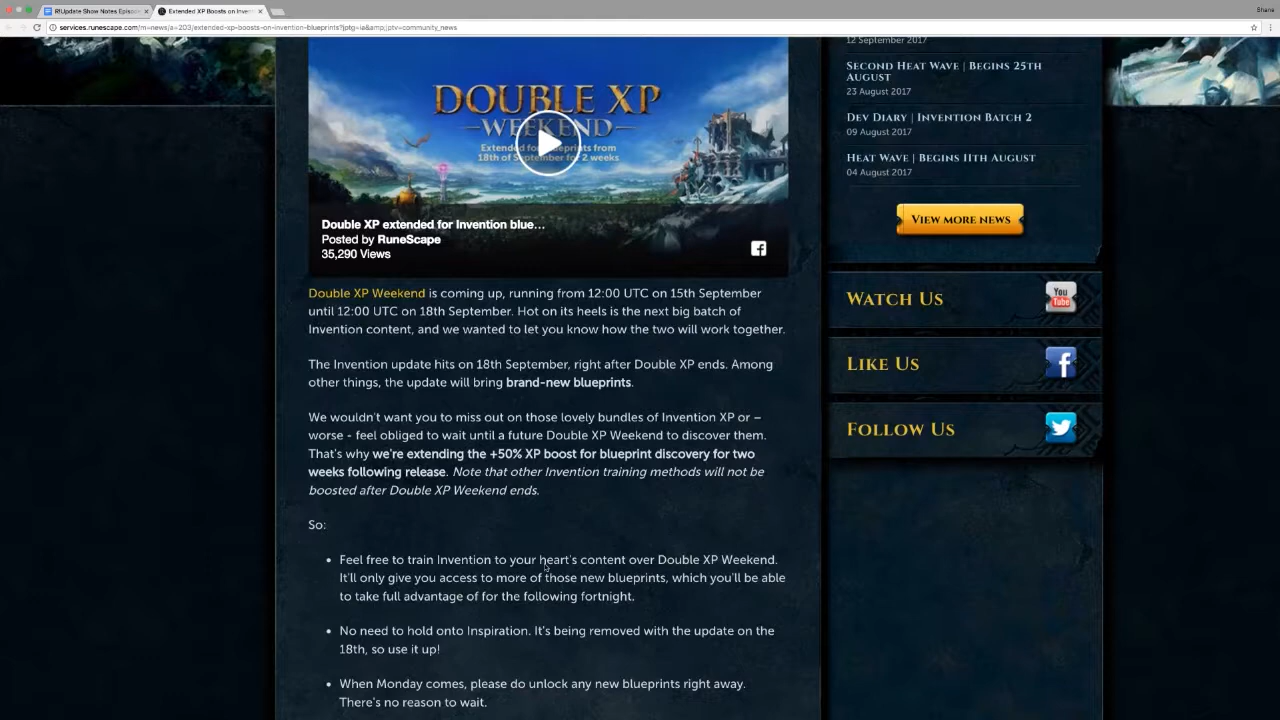 R!Update Show Notes Episod
Extended XP Boosts on Inven
Shane
services.runescape.com/m=news/a=203/extended-xp-boosts-on-invention-blueprints?jptg=ia&amp;jptv=community_news
DOUBLE XP
WEEKEND
Extended for blueprints from
18th of September for 2 weeks
Double XP extended for Invention blue...
Posted by RuneScape
35,290 Views
Double XP Weekend is coming up, running from 12:00 UTC on 15th September
until 12:00 UTC on 18th September. Hot on its heels is the next big batch of
Invention content, and we wanted to let you know how the two will work together.
The Invention update hits on 18th September, right after Double XP ends. Among
other things, the update will bring brand-new blueprints.
We wouldn't want you to miss out on those lovely bundles of Invention XP or –
worse - feel obliged to wait until a future Double XP Weekend to discover them.
That's why we're extending the +50% XP boost for blueprint discovery for two
weeks following release. Note that other Invention training methods will not be
boosted after Double XP Weekend ends.
So:
• Feel free to train Invention to your heart's content over Double XP Weekend.
It'll only give you access to more of those new blueprints, which you'll be able
to take full advantage of for the following fortnight.
• No need to hold onto Inspiration. It's being removed with the update on the
18th, so use it up!
• When Monday comes, please do unlock any new blueprints right away.
There's no reason to wait.
12 September 2017
Second Heat Wave | Begins 25th
August
23 August 2017
Dev Diary | Invention Batch 2
09 August 2017
Heat Wave | Begins 11th August
04 August 2017
View more news
Watch Us
You
Tube
Like Us
Follow Us